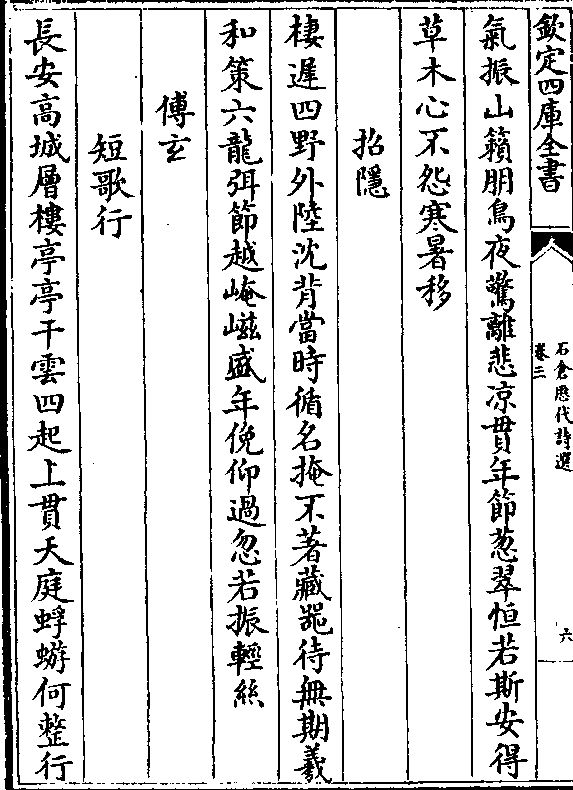 欽定四庫全書
石倉歷代詩選
卷三
六
氣振山籟朋鳥夜驚離悲凉貫年節葱翠恒若斯安得
草木心不怨寒暑移
招隱
棲遲四野外陸沈背當時循名掩不著藏器待無期羲
和策六龍弭節越崦嵫盛年俛仰過忽若振輕絲
傅玄
短歌行
長安高城層樓亭亭干雲四起上貫天庭蜉蝣何整行